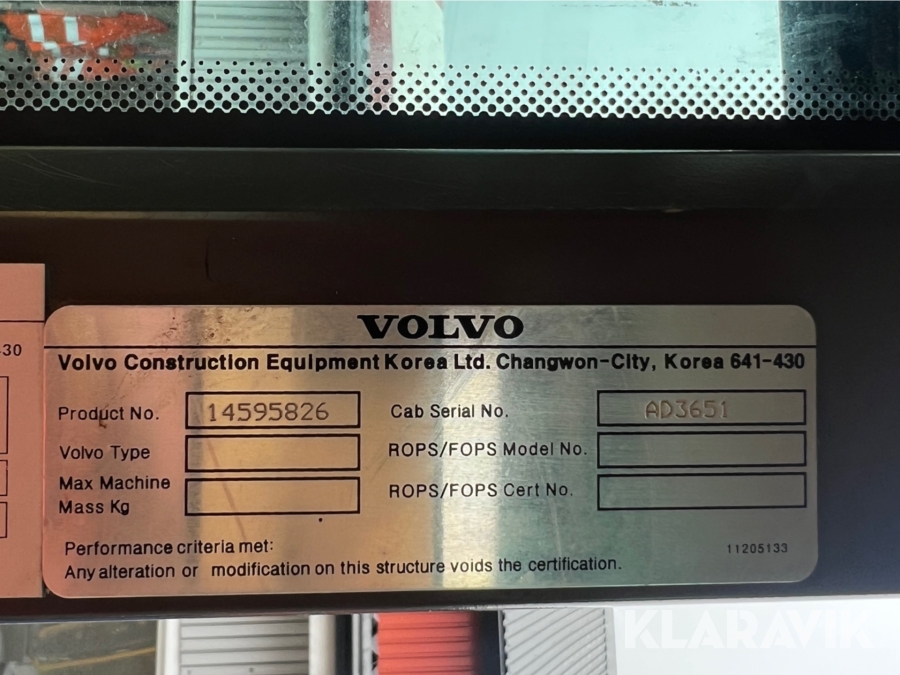 VOLVO
Volvo Construction Equipment Korea Ltd. Changwon-City, Korea 641-430
Product No. 14595826 Cab Serial No. AD3651
Volvo Type ROPS/FOPS Model No.
Max Machine Mass Kg ROPS/FOPS Cert No.
Performance criteria met: 11205133
Any alteration or modification on this structure voids the certification.
-30
KLARAVIK